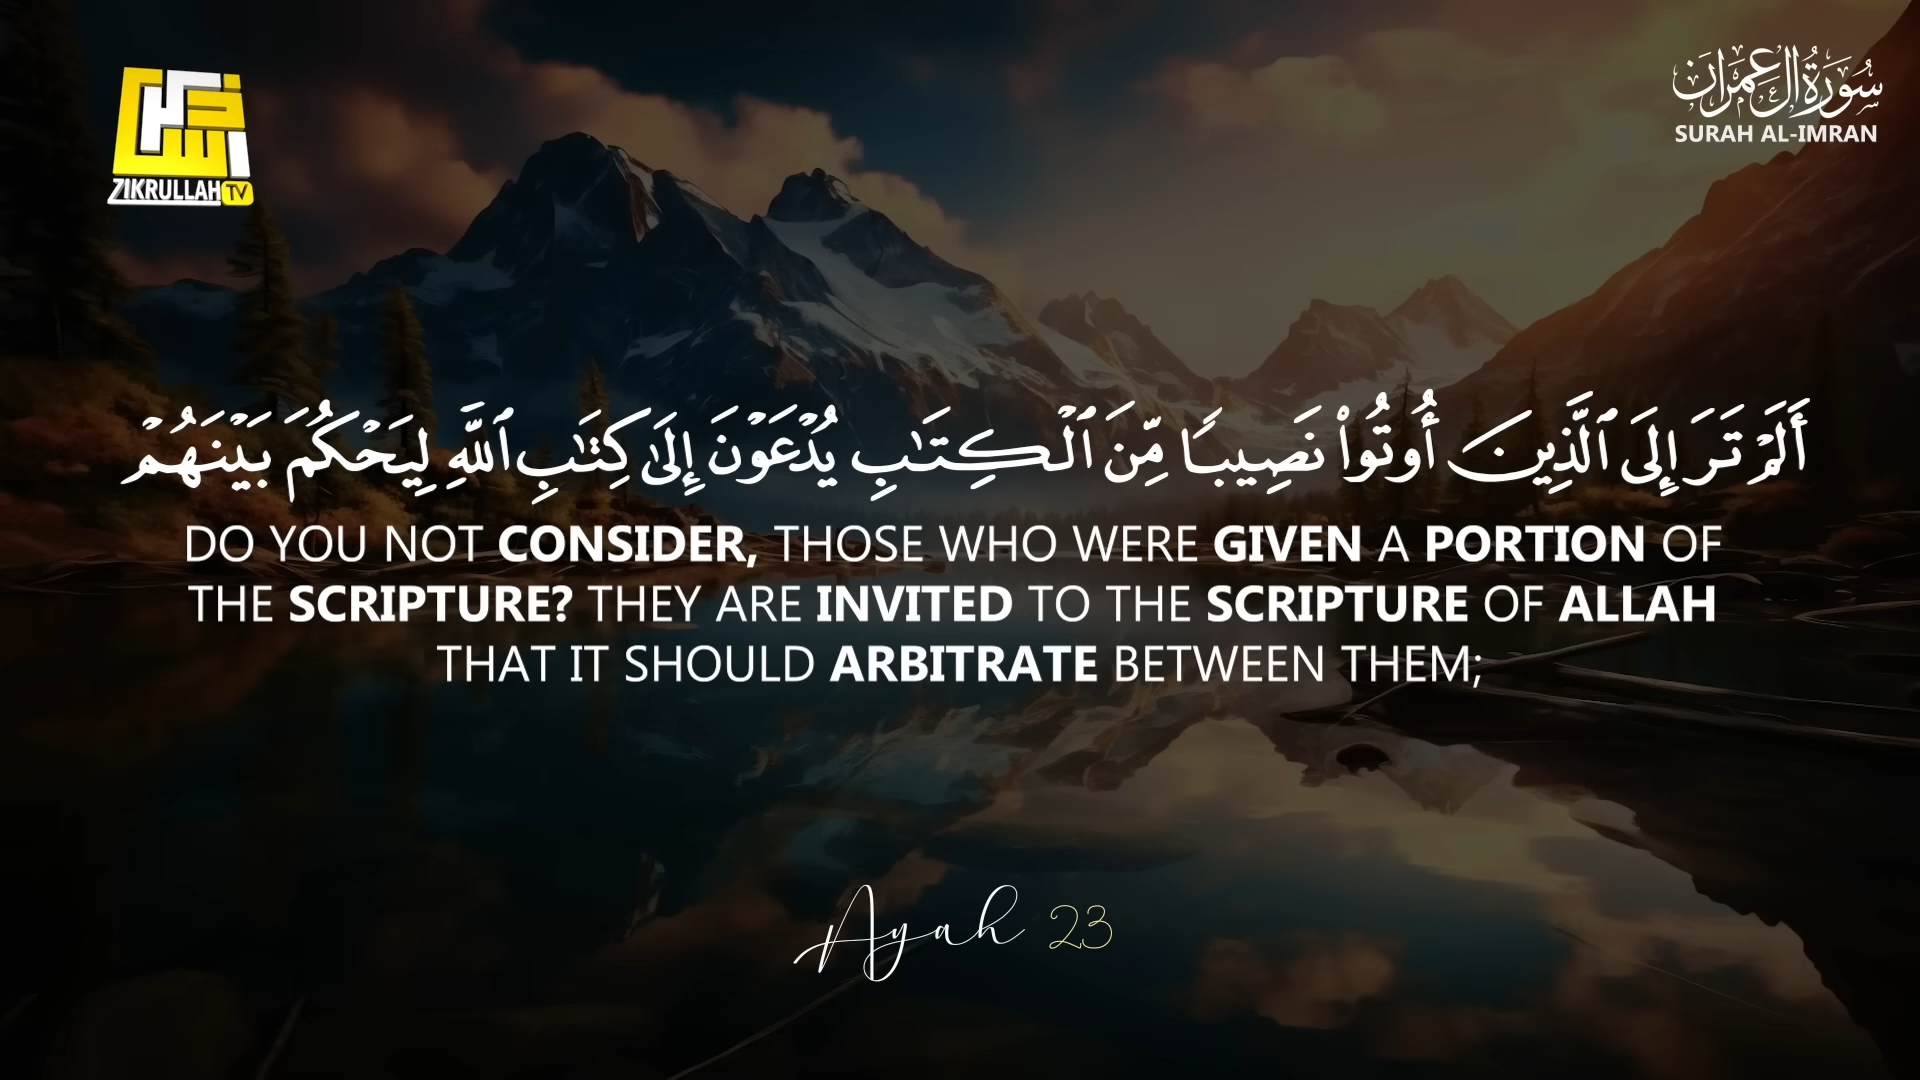 ZIKRULLAH TV
سُورَةُ اٰل عِمرَان
SURAH AL-IMRAN
أَلَمْ تَرَ إِلَى ٱلَّذِينَ أُوتُوا۟ نَصِيبًا مِّنَ ٱلْكِتَـٰبِ يُدْعَوْنَ إِلَىٰ كِتَـٰبِ ٱللَّهِ لِيَحْكُمَ بَيْنَهُمْ
DO YOU NOT CONSIDER, THOSE WHO WERE GIVEN A PORTION OF
THE SCRIPTURE? THEY ARE INVITED TO THE SCRIPTURE OF ALLAH
THAT IT SHOULD ARBITRATE BETWEEN THEM;
Ayah 23